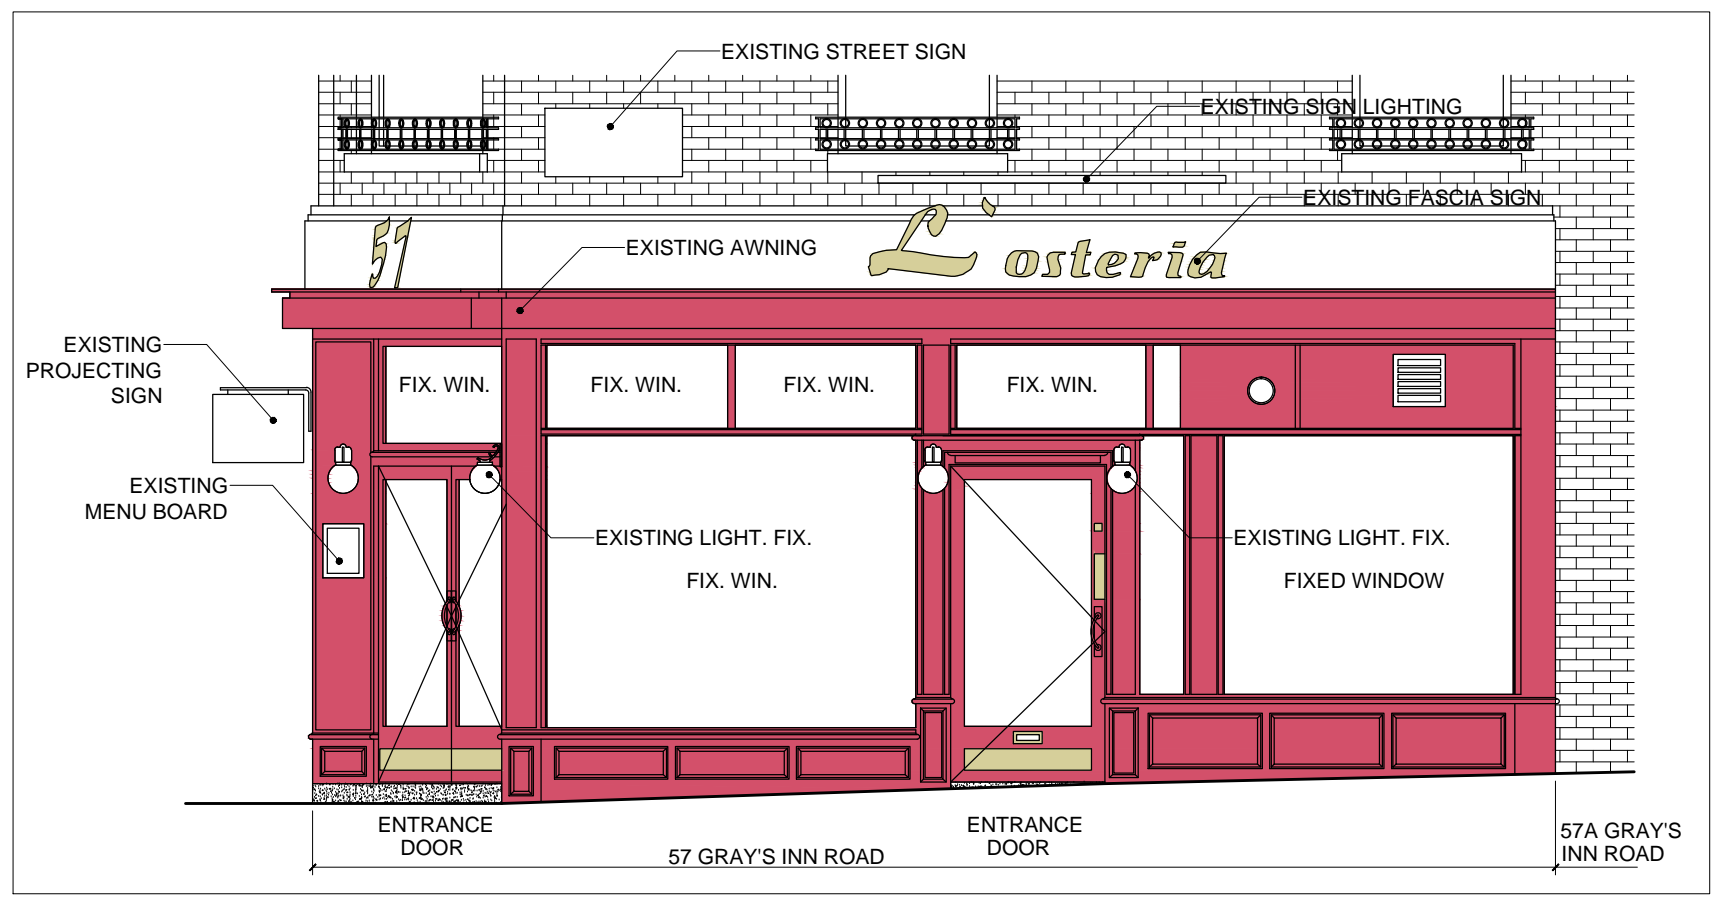 EXISTING STREET SIGN
EXISTING SIGN LIGHTING
EXISTING FASCIA SIGN
57
L'osteria
EXISTING AWNING
EXISTING
PROJECTING
SIGN
FIX. WIN.
FIX. WIN.
FIX. WIN.
FIX. WIN.
EXISTING
MENU BOARD
EXISTING LIGHT. FIX.
EXISTING LIGHT. FIX.
FIX. WIN.
FIXED WINDOW
ENTRANCE
DOOR
ENTRANCE
DOOR
57 GRAY'S INN ROAD
57A GRAY'S
INN ROAD